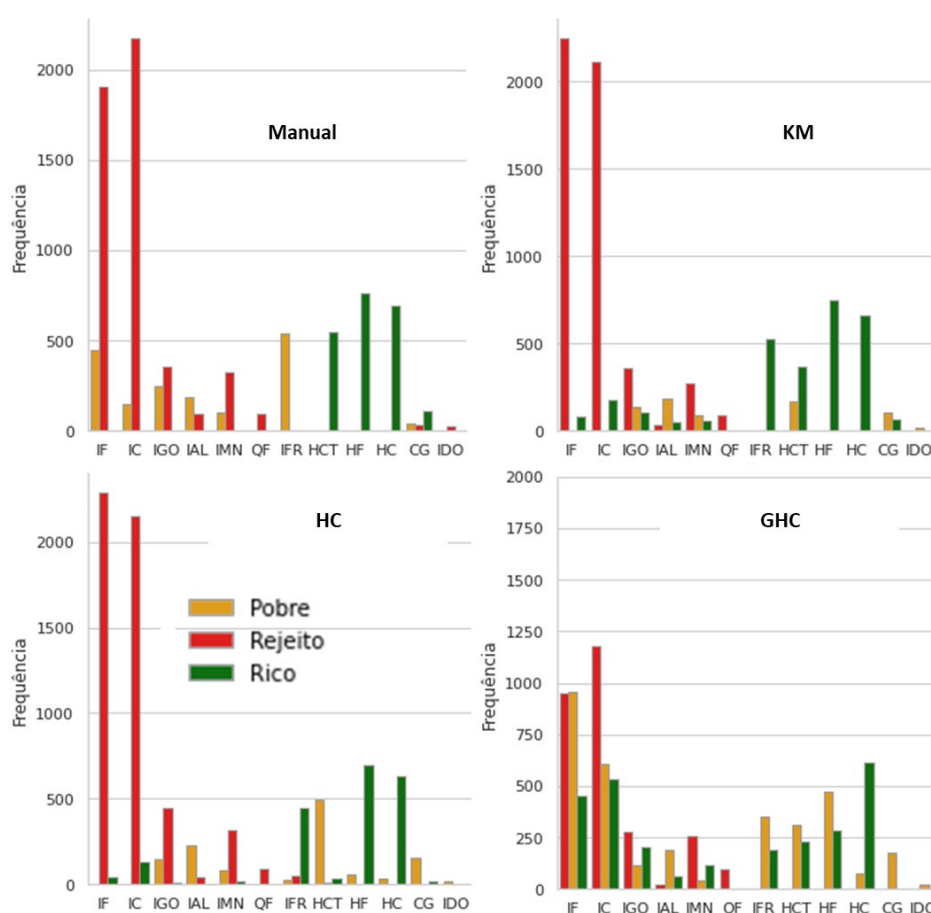 Manual
Frequência
2000
1500
1000
500
0
IF IC IGO IAL IMN QF IFR HCT HF HC CG IDO
KM
Frequência
2000
1500
1000
500
0
IF IC IGO IAL IMN QF IFR HCT HF HC CG IDO
HC
Frequência
2000
1500
1000
500
0
Pobre
Rejeito
Rico
IF IC IGO IAL IMN QF IFR HCT HF HC CG IDO
GHC
Frequência
2000
1750
1500
1250
1000
750
500
250
0
IF IC IGO IAL IMN QF IFR HCT HF HC CG IDO